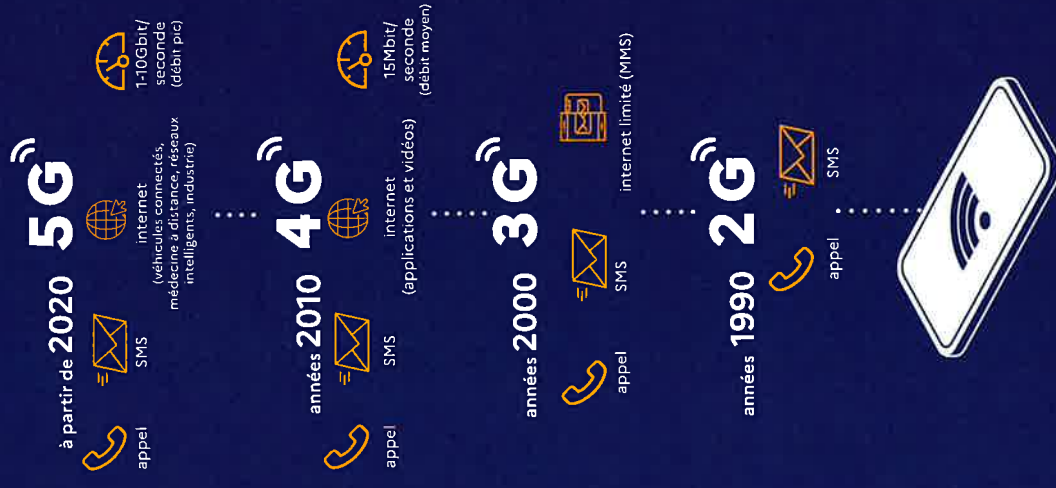 à partir de 2020 5G
appel
SMS
internet
(véhicules connectés,
médecine à distance, réseaux
intelligents, industrie)
1-10Gbit/
seconde
(débit pic)
années 2010 4G
appel
SMS
internet
(applications et vidéos)
15Mbit/
seconde
(débit moyen)
années 2000 3G
appel
SMS
internet limité (MMS)
années 1990 2G
appel
SMS